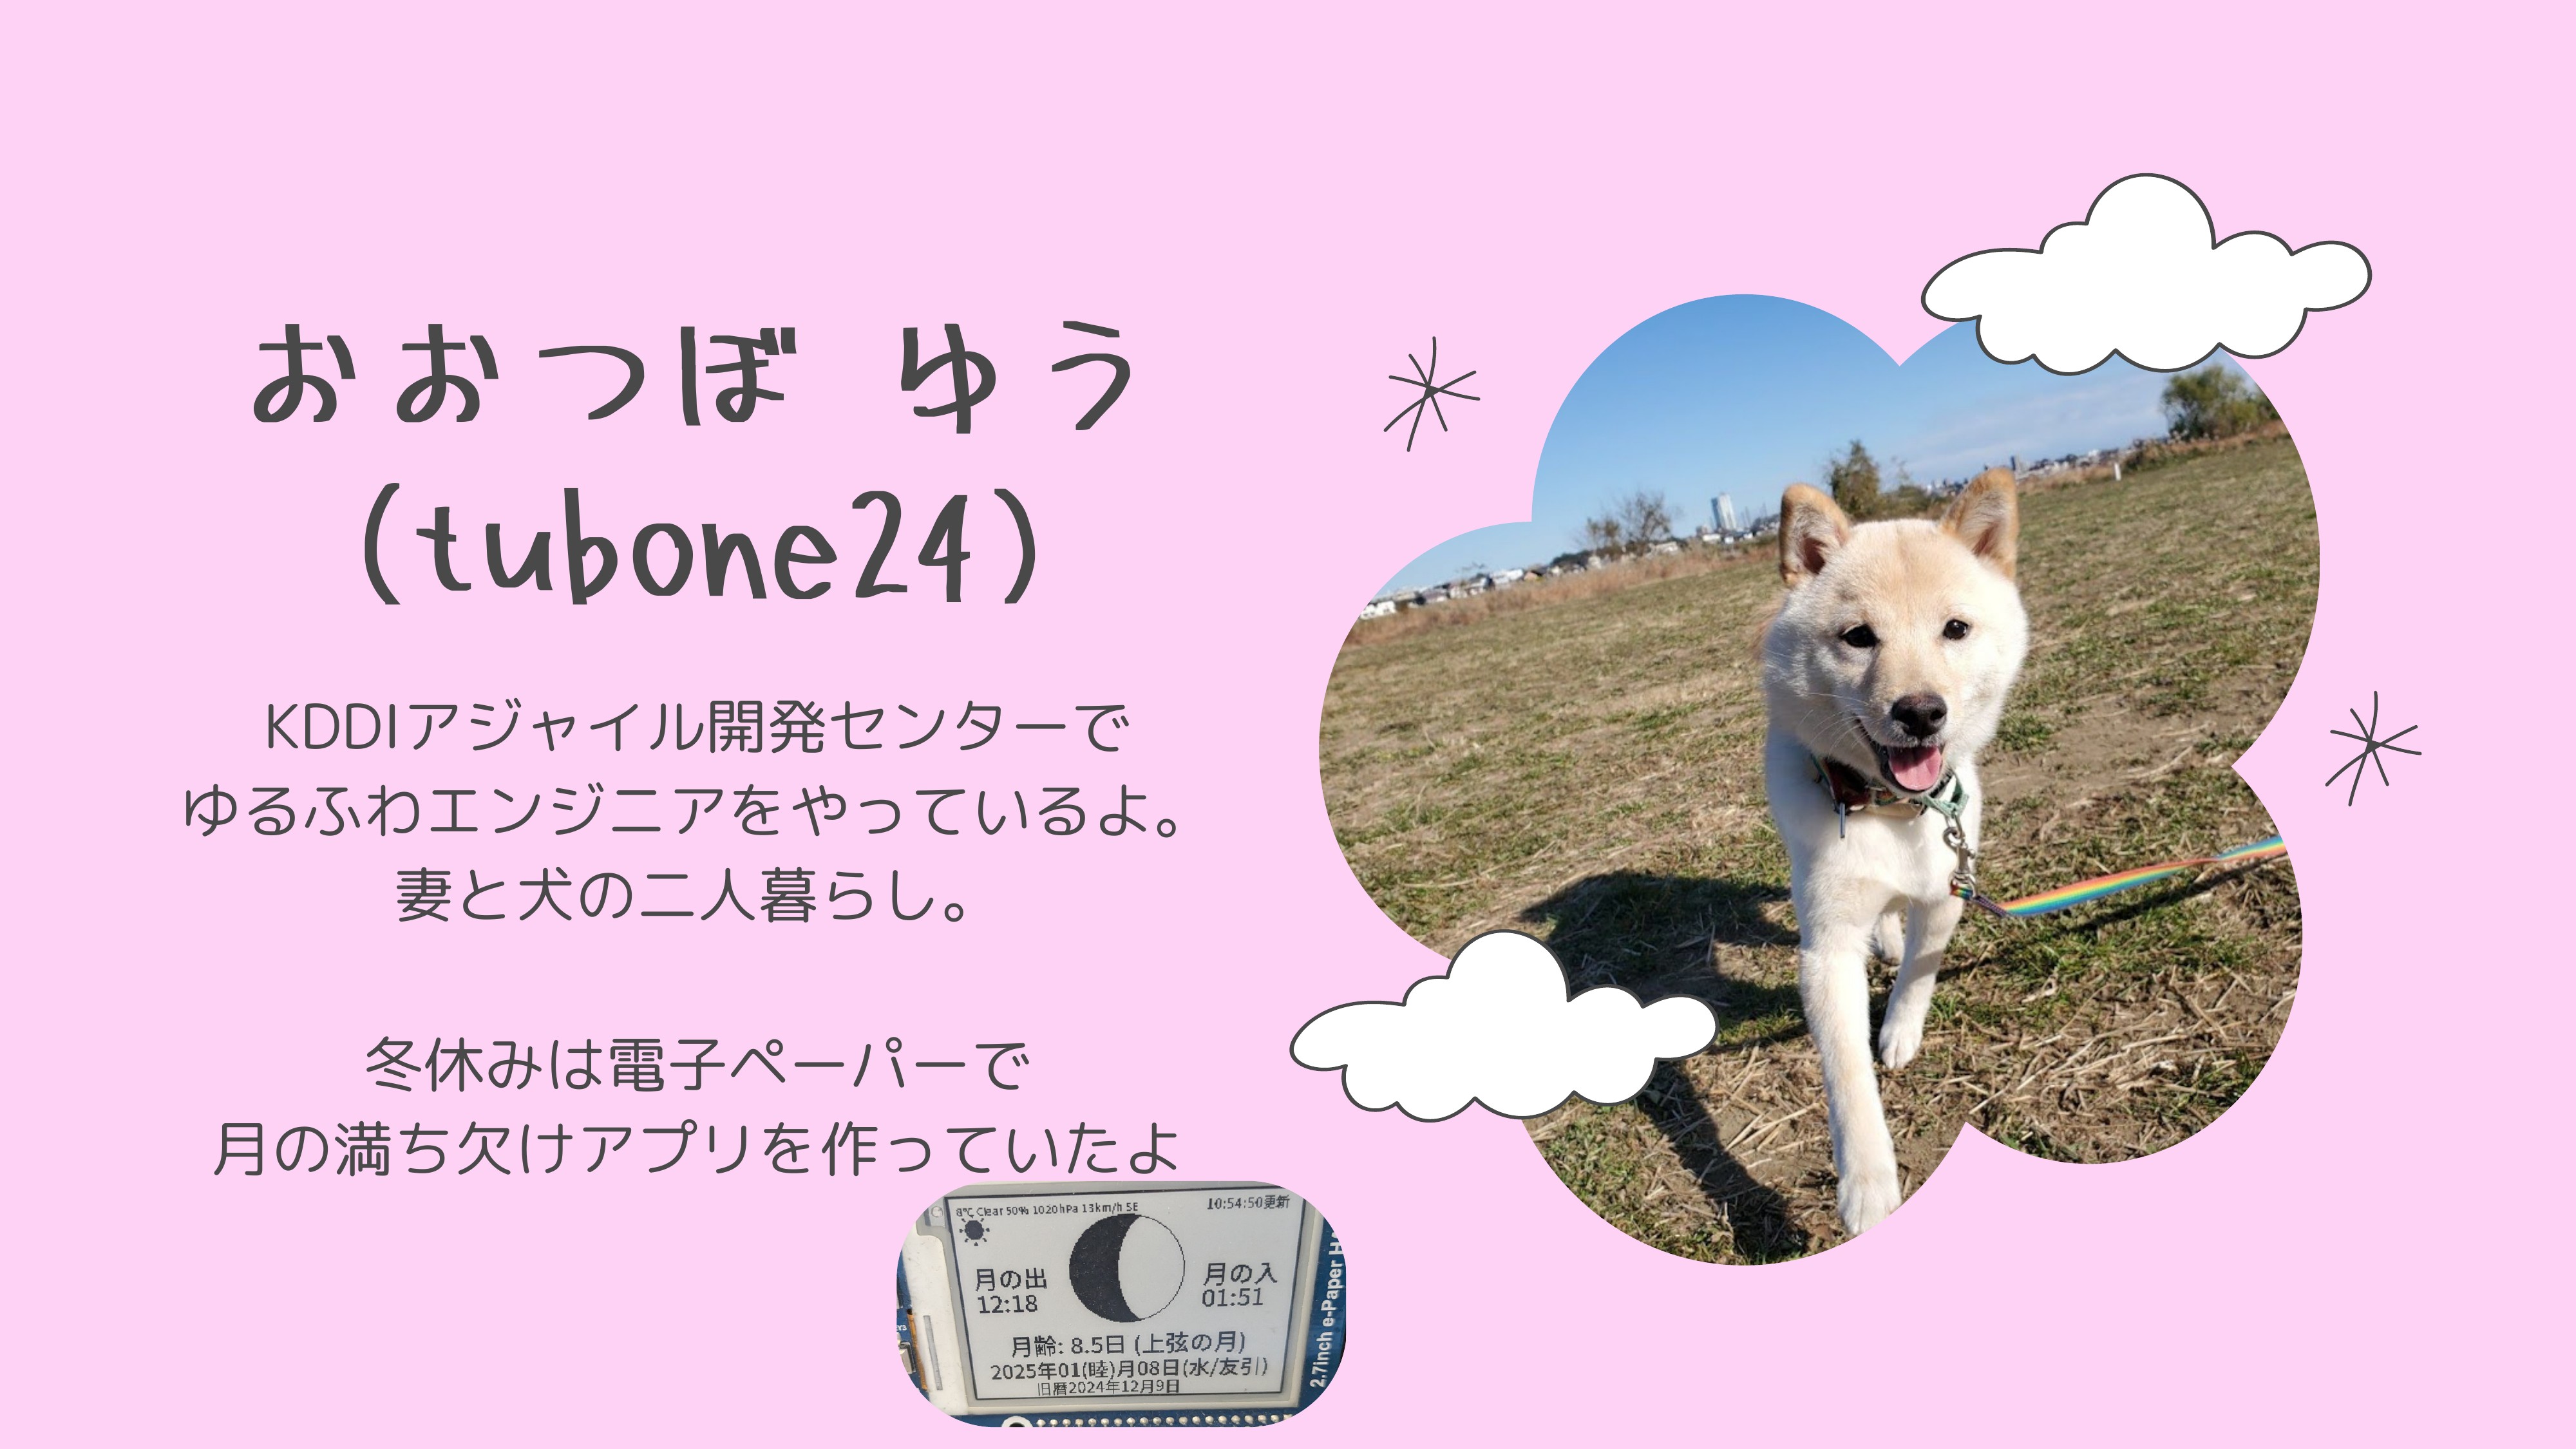 おおつぼ ゆう
(tubone24)
KDDIアジャイル開発センターで
ゆるふわエンジニアをやっているよ。
妻と犬の二人暮らし。
冬休みは電子ペーパーで
月の満ち欠けアプリを作っていたよ
8℃ Clear 50% 1020hPa 13km/h SE
10:54:50更新
月の出
12:18
月の入
01:51
月齢: 8.5日 (上弦の月)
2025年01(睦)月08日(水/友引)
旧暦2024年12月9日
2.7inch e-Paper